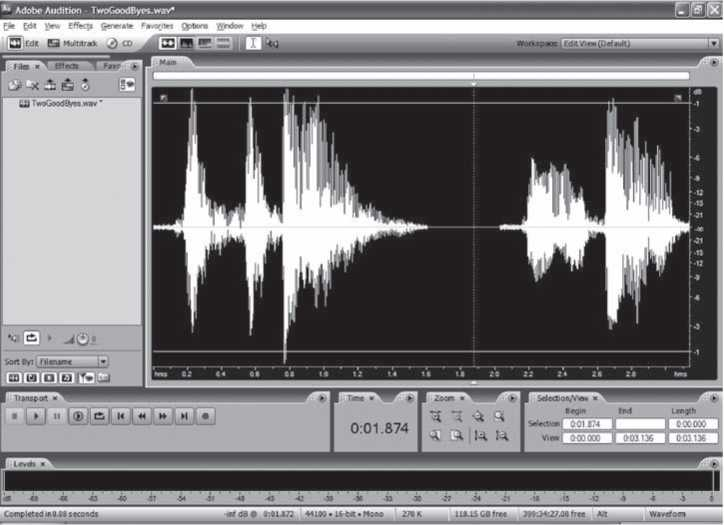 Adobe Audition - TwoGoodByes.wav*
File Edit View Effects Generate Favorites Options Window Help
Edit Multitrack CD
Workspace: Edit View (Default)
Files × Effects Favo
Main
TwoGoodByes.wav *
dB
-1
-3
-6
-9
-12
-15
-21
-∞
-21
-15
-12
-9
-6
-3
-1
hms 0.2 0.4 0.6 0.8 1.0 1.2 1.4 1.6 1.8 2.0 2.2 2.4 2.6 2.8 hms
Sort By: Filename
Transport ×
Time ×
0:01.874
Zoom ×
Selection/View ×
Begin End Length
Selection 0:01.874 0:00.000
View 0:00.000 0:03.136 0:03.136
Levels ×
dB -69 -66 -63 -60 -57 -54 -51 -48 -45 -42 -39 -36 -33 -30 -27 -24 -21 -18 -15 -12 -9 -6 -3 0
Completed in 0.08 seconds -inf dB @ 0:01.872 44100 • 16-bit • Mono 270 K 118.15 GB free 399:34:27.08 free Alt Waveform